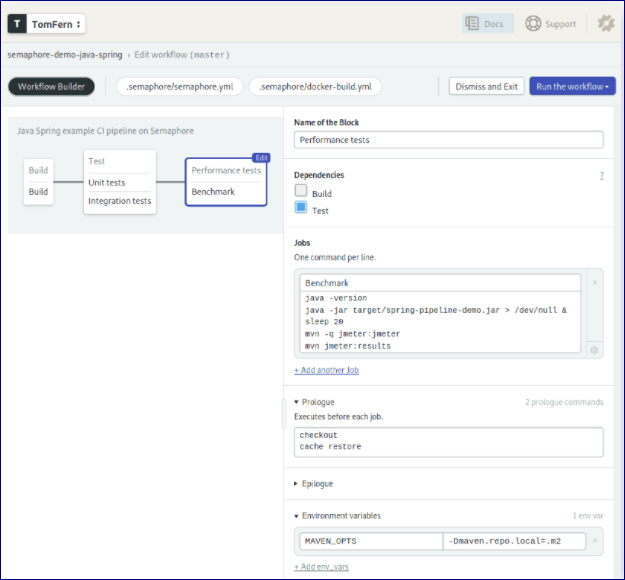 T TomFern
Docs
Support
semaphore-demo-java-spring › Edit workflow (master)
Workflow Builder
.semaphore/semaphore.yml
.semaphore/docker-build.yml
Dismiss and Exit
Run the workflow
Java Spring example CI pipeline on Semaphore
Build
Build
Test
Unit tests
Integration tests
Edit
Performance tests
Benchmark
Name of the Block
Performance tests
Dependencies
?
Build
Test
Jobs
One command per line.
Benchmark
×
java -version
java -jar target/spring-pipeline-demo.jar > /dev/null &
sleep 20
mvn -q jmeter:jmeter
mvn jmeter:results
+ Add another Job
Prologue
2 prologue commands
Executes before each job.
checkout
cache restore
Epilogue
Environment variables
1 env var
MAVEN_OPTS
-Dmaven.repo.local=.m2
×
+ Add env_vars